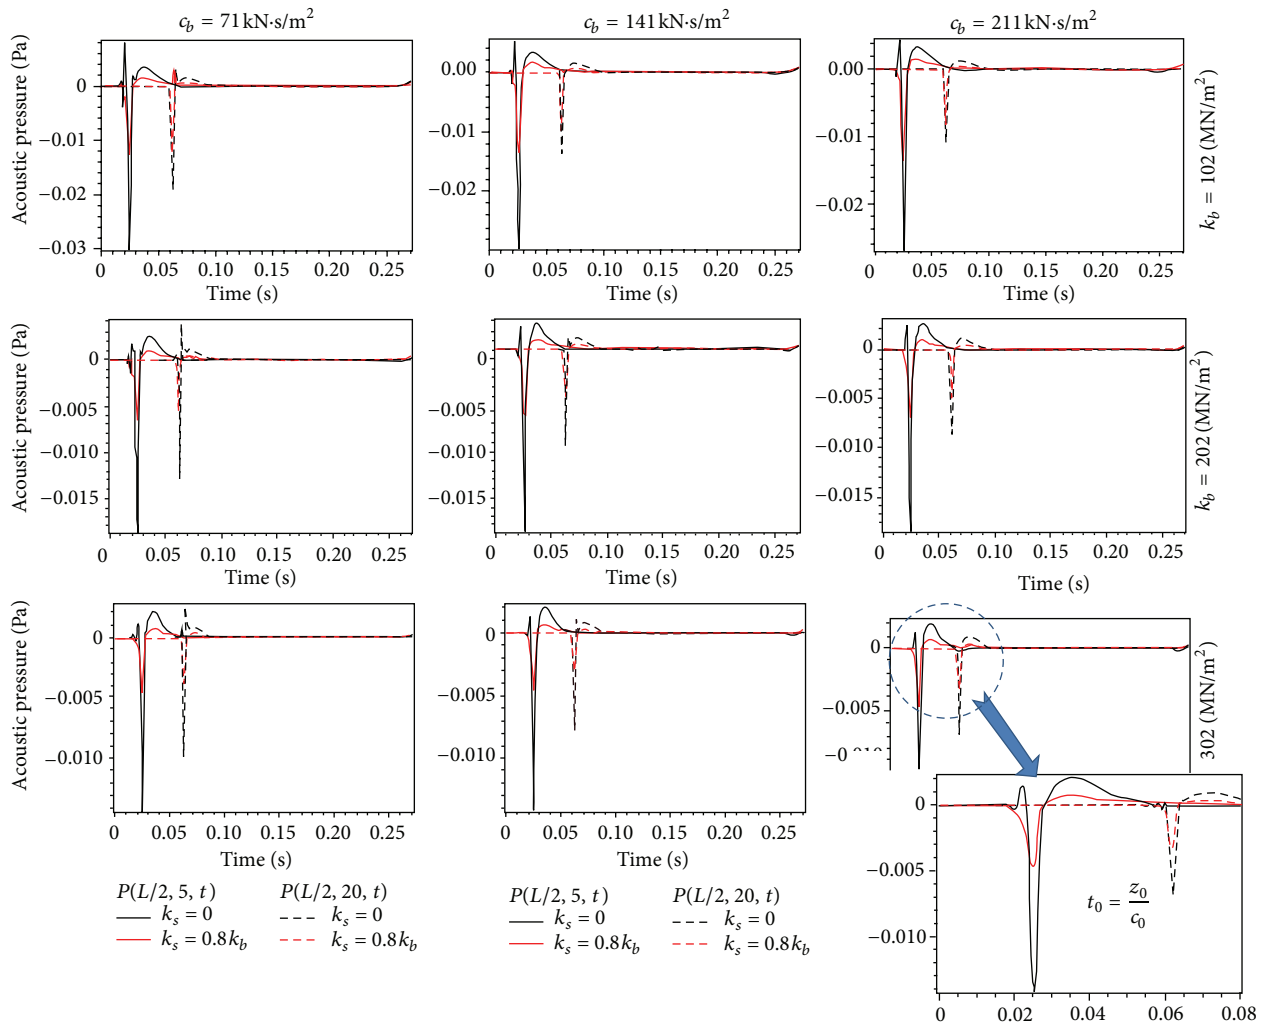 c_b = 71 kN·s/m²
c_b = 141 kN·s/m²
c_b = 211 kN·s/m²
Acoustic pressure (Pa)
0
−0.01
−0.02
−0.03
0 0.05 0.10 0.15 0.20 0.25
Time (s)
0.00
−0.01
−0.02
0 0.05 0.10 0.15 0.20 0.25
Time (s)
0.00
−0.01
−0.02
0 0.05 0.10 0.15 0.20 0.25
Time (s)
k_b = 102 (MN/m²)
Acoustic pressure (Pa)
0
−0.005
−0.010
−0.015
0 0.05 0.10 0.15 0.20 0.25
Time (s)
0
−0.005
−0.010
−0.015
0 0.05 0.10 0.15 0.20 0.25
Time (s)
0
−0.005
−0.010
−0.015
0 0.05 0.10 0.15 0.20 0.25
Time (s)
k_b = 202 (MN/m²)
Acoustic pressure (Pa)
0
−0.005
−0.010
0 0.05 0.10 0.15 0.20 0.25
Time (s)
0
−0.005
−0.010
0 0.05 0.10 0.15 0.20 0.25
Time (s)
0
−0.005
302 (MN/m²)
0
−0.005
−0.010
t_0 = z_0/c_0
0 0.02 0.04 0.06 0.08
P(L/2, 5, t) P(L/2, 20, t)
k_s = 0 k_s = 0
k_s = 0.8k_b k_s = 0.8k_b
P(L/2, 5, t) P(L/2, 20, t)
k_s = 0 k_s = 0
k_s = 0.8k_b k_s = 0.8k_b